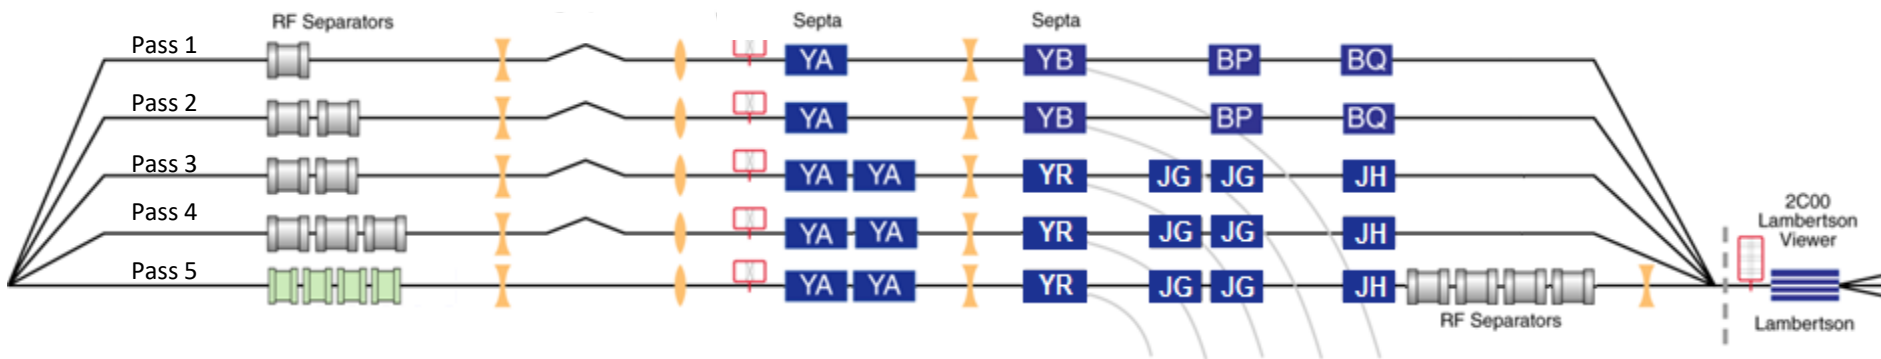 RF Separators
Septa
Septa
Pass 1
YA
YB
BP
BQ
Pass 2
YA
YB
BP
BQ
Pass 3
YA YA
YR
JG JG
JH
Pass 4
YA YA
YR
JG JG
JH
2C00
Lambertson
Viewer
Pass 5
YA YA
YR
JG JG
JH
RF Separators
Lambertson